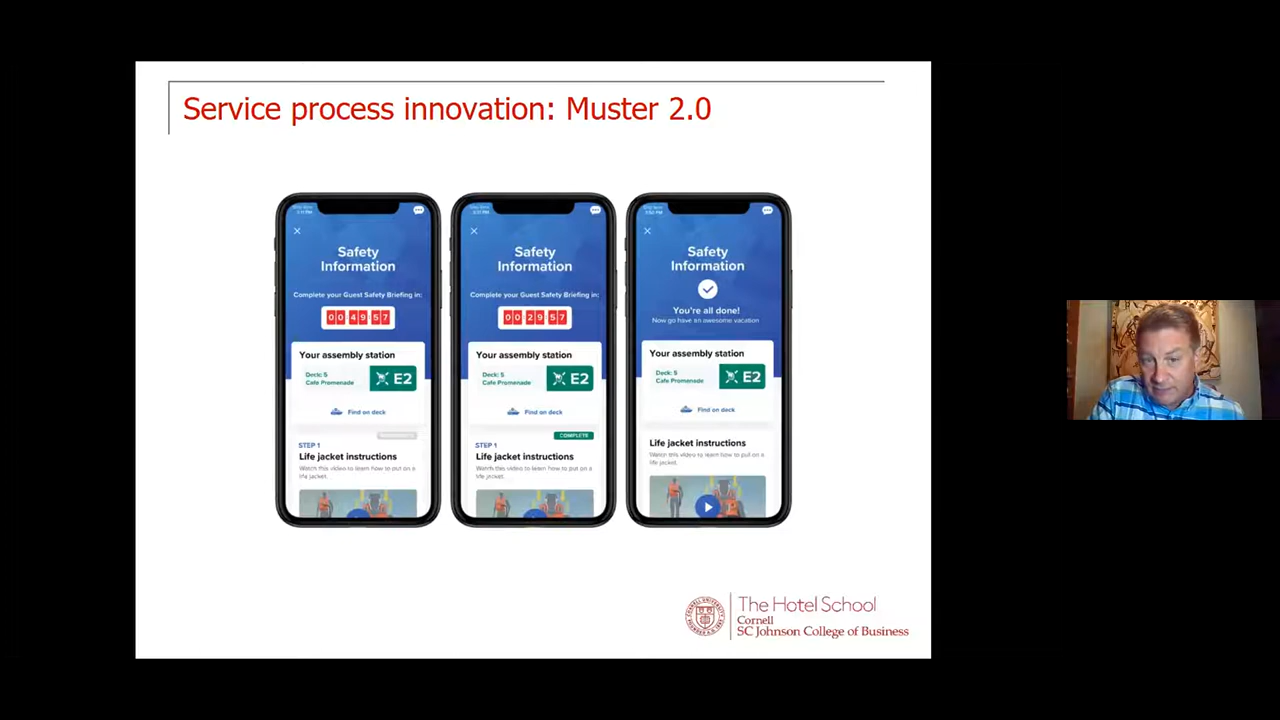 Service process innovation: Muster 2.0
Safety
Information
Complete your Guest Safety Briefing in:
00 49 57
Your assembly station
Deck: 5
Cafe Promenade
E2
Find on deck
STEP 1
Life jacket instructions
Watch this video to learn how to put on a
life jacket.
Safety
Information
Complete your Guest Safety Briefing in:
00 29 57
Your assembly station
Deck: 5
Cafe Promenade
E2
Find on deck
COMPLETE
STEP 1
Life jacket instructions
Watch this video to learn how to put on a
life jacket.
Safety
Information
You're all done!
Now go have an awesome vacation
Your assembly station
Deck: 5
Cafe Promenade
E2
Find on deck
Life jacket instructions
Watch this video to learn how to put on a
life jacket.
The Hotel School
Cornell
SC Johnson College of Business